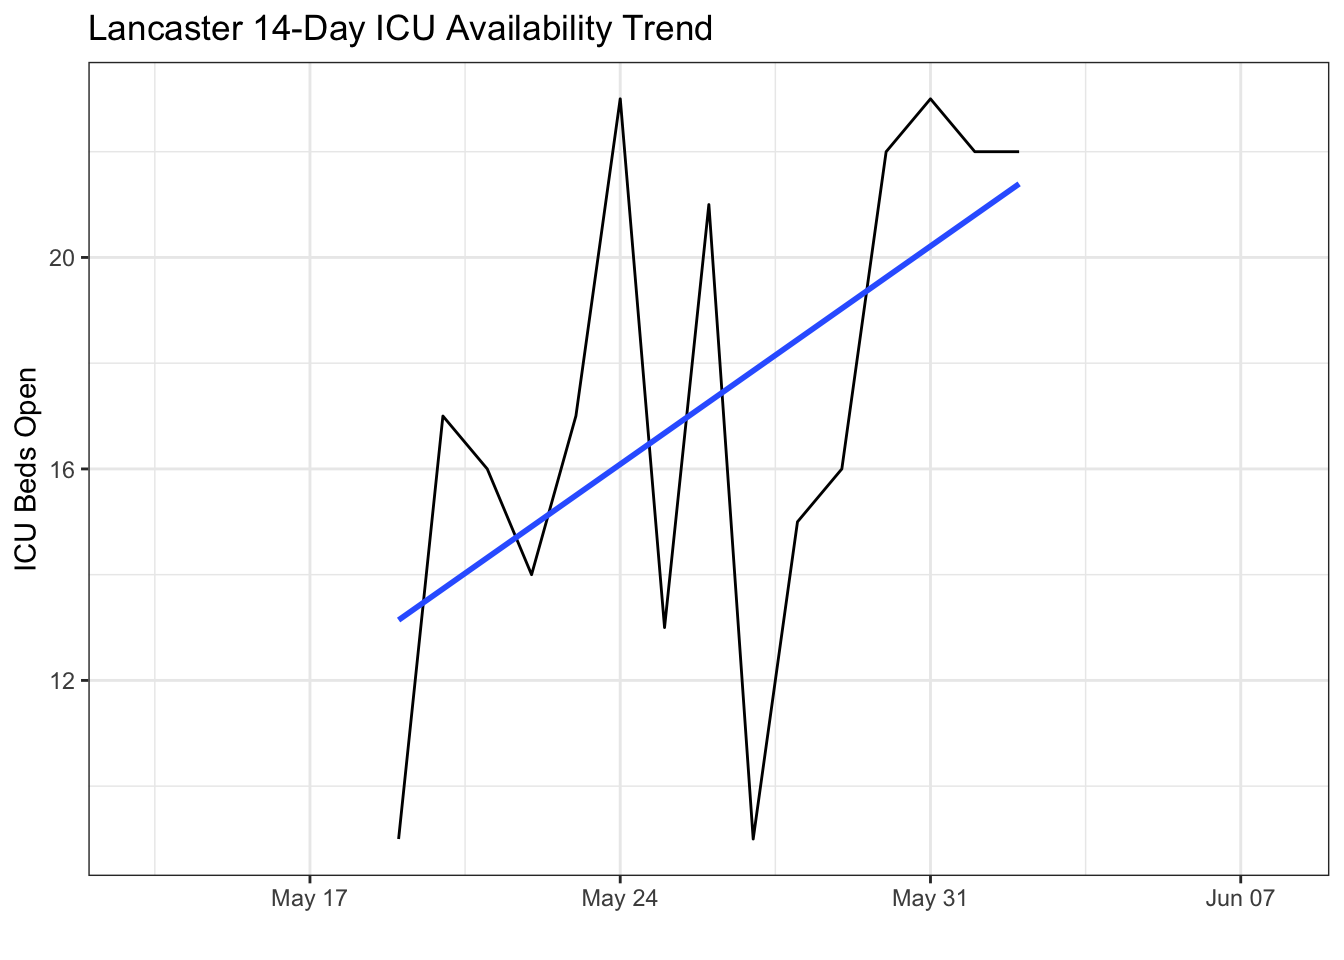 Lancaster 14-Day ICU Availability Trend
ICU Beds Open
20
16
12
May 17
May 24
May 31
Jun 07